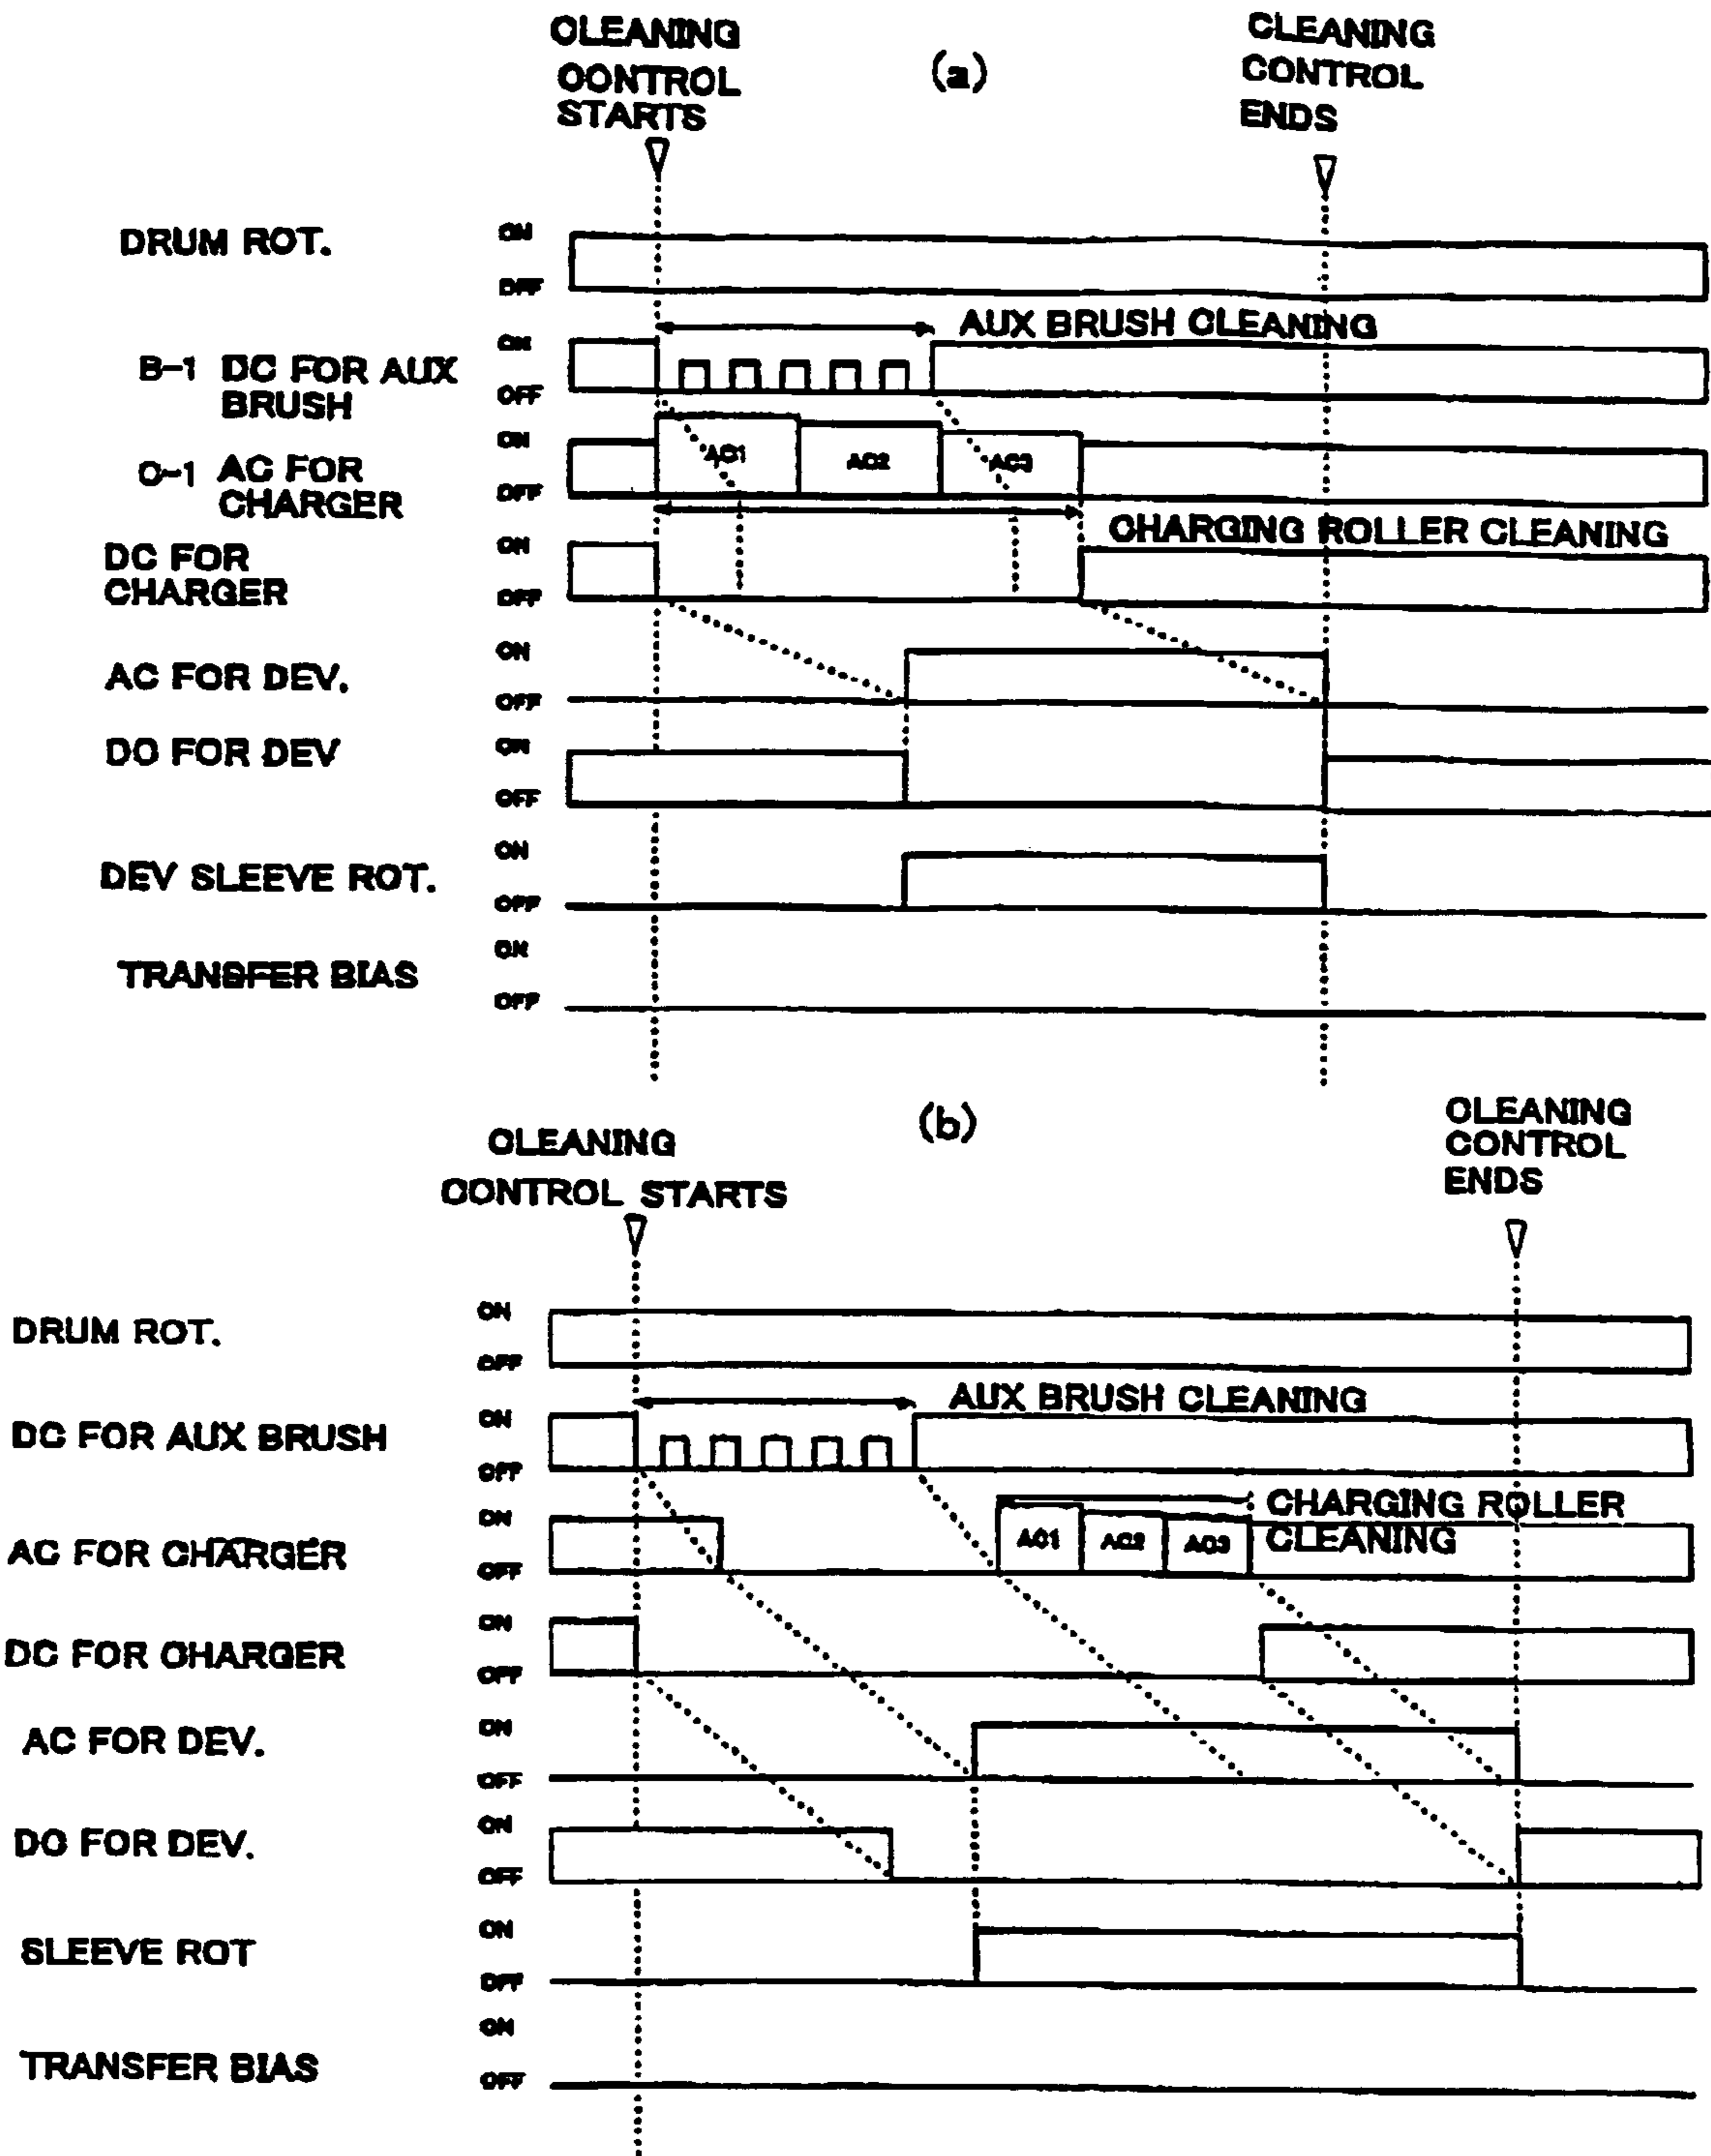 CLEANING
CONTROL
STARTS
(a)
CLEANING
CONTROL
ENDS
DRUM ROT.
ON
OFF
AUX BRUSH CLEANING
B-1 DC FOR AUX
BRUSH
ON
OFF
C-1 AC FOR
CHARGER
ON
OFF
AC1
AC2
AC3
CHARGING ROLLER CLEANING
DC FOR
CHARGER
ON
OFF
AC FOR DEV.
ON
OFF
DC FOR DEV
ON
OFF
DEV SLEEVE ROT.
ON
OFF
TRANSFER BIAS
ON
OFF
(b)
CLEANING
CONTROL STARTS
CLEANING
CONTROL
ENDS
DRUM ROT.
ON
OFF
AUX BRUSH CLEANING
DC FOR AUX BRUSH
ON
OFF
CHARGING ROLLER
CLEANING
AC FOR CHARGER
ON
OFF
AC1
AC2
AC3
DC FOR CHARGER
ON
OFF
AC FOR DEV.
ON
OFF
DC FOR DEV.
ON
OFF
SLEEVE ROT
ON
OFF
TRANSFER BIAS
ON
OFF